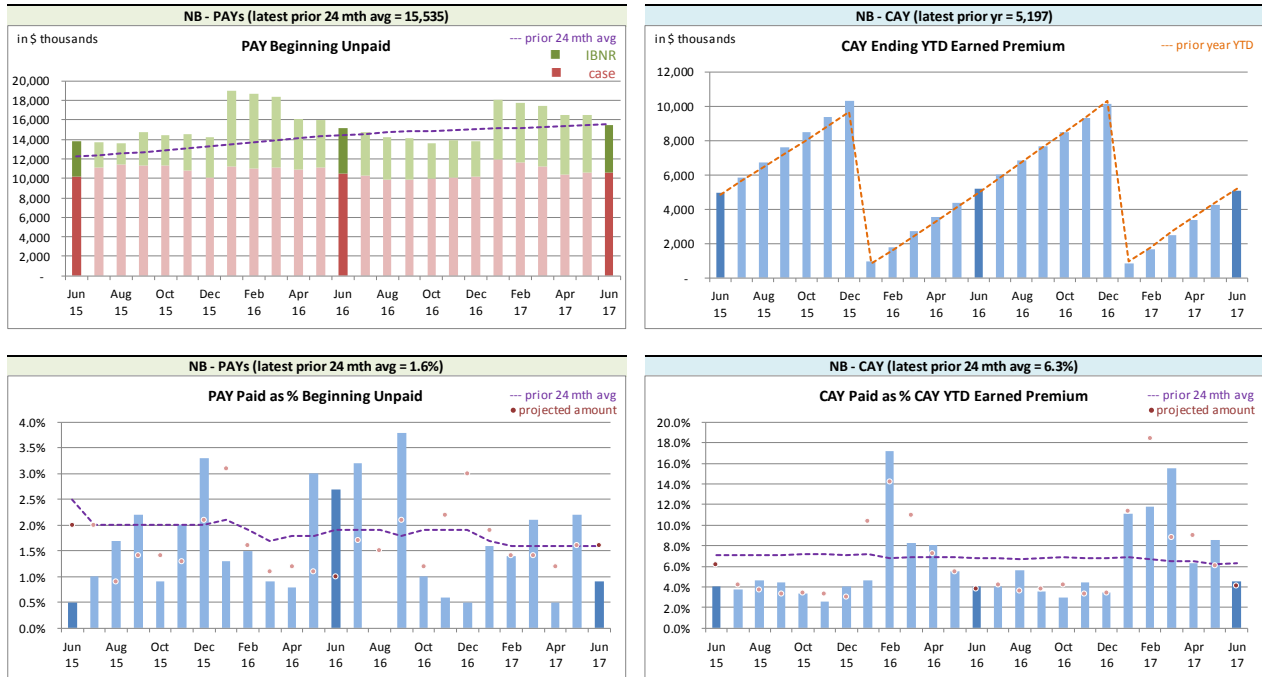 NB - PAYs (latest prior 24 mth avg = 15,535)
in $ thousands
PAY Beginning Unpaid
--- prior 24 mth avg
IBNR
case
20,000
18,000
16,000
14,000
12,000
10,000
8,000
6,000
4,000
2,000
-
Jun Aug Oct Dec Feb Apr Jun Aug Oct Dec Feb Apr Jun
15 15 15 15 16 16 16 16 16 16 17 17 17
NB - CAY (latest prior yr = 5,197)
in $ thousands
CAY Ending YTD Earned Premium
--- prior year YTD
12,000
10,000
8,000
6,000
4,000
2,000
-
Jun Aug Oct Dec Feb Apr Jun Aug Oct Dec Feb Apr Jun
15 15 15 15 16 16 16 16 16 16 17 17 17
NB - PAYs (latest prior 24 mth avg = 1.6%)
PAY Paid as % Beginning Unpaid
--- prior 24 mth avg
projected amount
4.0%
3.5%
3.0%
2.5%
2.0%
1.5%
1.0%
0.5%
0.0%
Jun Aug Oct Dec Feb Apr Jun Aug Oct Dec Feb Apr Jun
15 15 15 15 16 16 16 16 16 16 17 17 17
NB - CAY (latest prior 24 mth avg = 6.3%)
CAY Paid as % CAY YTD Earned Premium
--- prior 24 mth avg
projected amount
20.0%
18.0%
16.0%
14.0%
12.0%
10.0%
8.0%
6.0%
4.0%
2.0%
0.0%
Jun Aug Oct Dec Feb Apr Jun Aug Oct Dec Feb Apr Jun
15 15 15 15 16 16 16 16 16 16 17 17 17